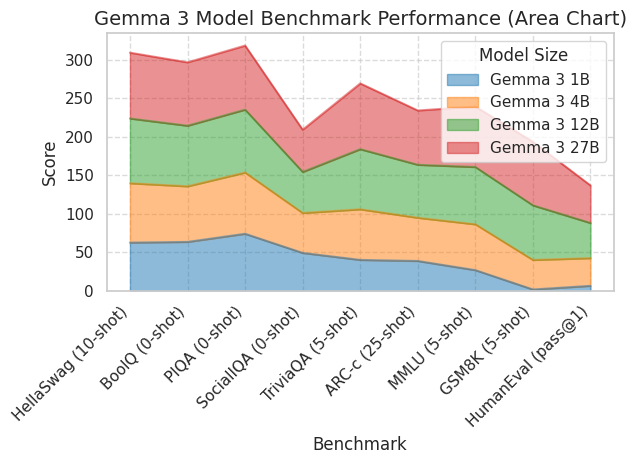 Gemma 3 Model Benchmark Performance (Area Chart)
Model Size
Gemma 3 1B
Gemma 3 4B
Gemma 3 12B
Gemma 3 27B
Score
300
250
200
150
100
50
0
HellaSwag (10-shot)
BoolQ (0-shot)
PIQA (0-shot)
SocialIQA (0-shot)
TriviaQA (5-shot)
ARC-c (25-shot)
MMLU (5-shot)
GSM8K (5-shot)
HumanEval (pass@1)
Benchmark